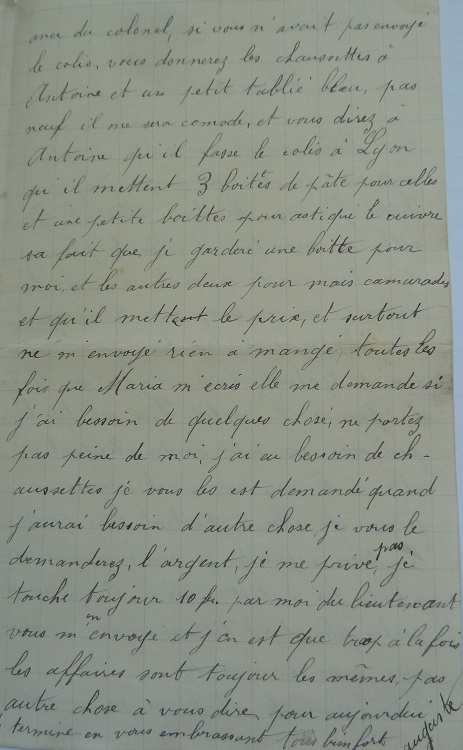 du colonel, si vous n'avait pas envoyé
le colis, vous donnerez les chaussettes à
Antoine et un petit tablié bleu, pas
neuf il me sera comode, et vous direz à
Antoine qu'il fasse le colis à Lyon
qu'il mettent 3 boites de pâte pour celles
et une petite boittes pour astiqué le cuivre
sa fait que je garderé une boitte pour
moi, et les autres deux pour mais camarades
et qu'il mettent le prix, et surtout
ne m'envoyé rien à mangé, toutes les
fois que Maria m'écris elle me demande si
j'ai bessoin de quelques chose, ne portez
pas peine de moi, j'ai eu bessoin de ch-
aussettes je vous les est demandé quand
j'aurai bessoin d'autre chose je vous le
demanderez, l'argent, je me prive pas, je
touche toujour 10 fr. par moi du lieutenant
vous m'en envoyé et j'en est que trop à la fois
les affaires sont toujour les mêmes, pas
autre chose à vous dire pour aujourdui
termine en vous embrassant tous bien fort
Auguste